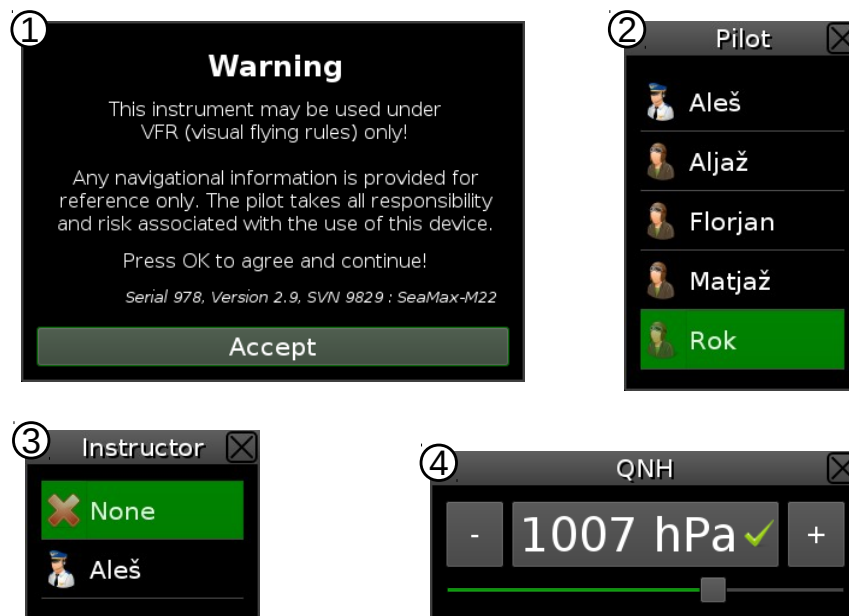 1
Warning
This instrument may be used under
VFR (visual flying rules) only!
Any navigational information is provided for
reference only. The pilot takes all responsibility
and risk associated with the use of this device.
Press OK to agree and continue!
Serial 978, Version 2.9, SVN 9829 : SeaMax-M22
Accept
2
Pilot
Aleš
Aljaž
Florjan
Matjaž
Rok
3
Instructor
None
Aleš
4
QNH
- 1007 hPa +